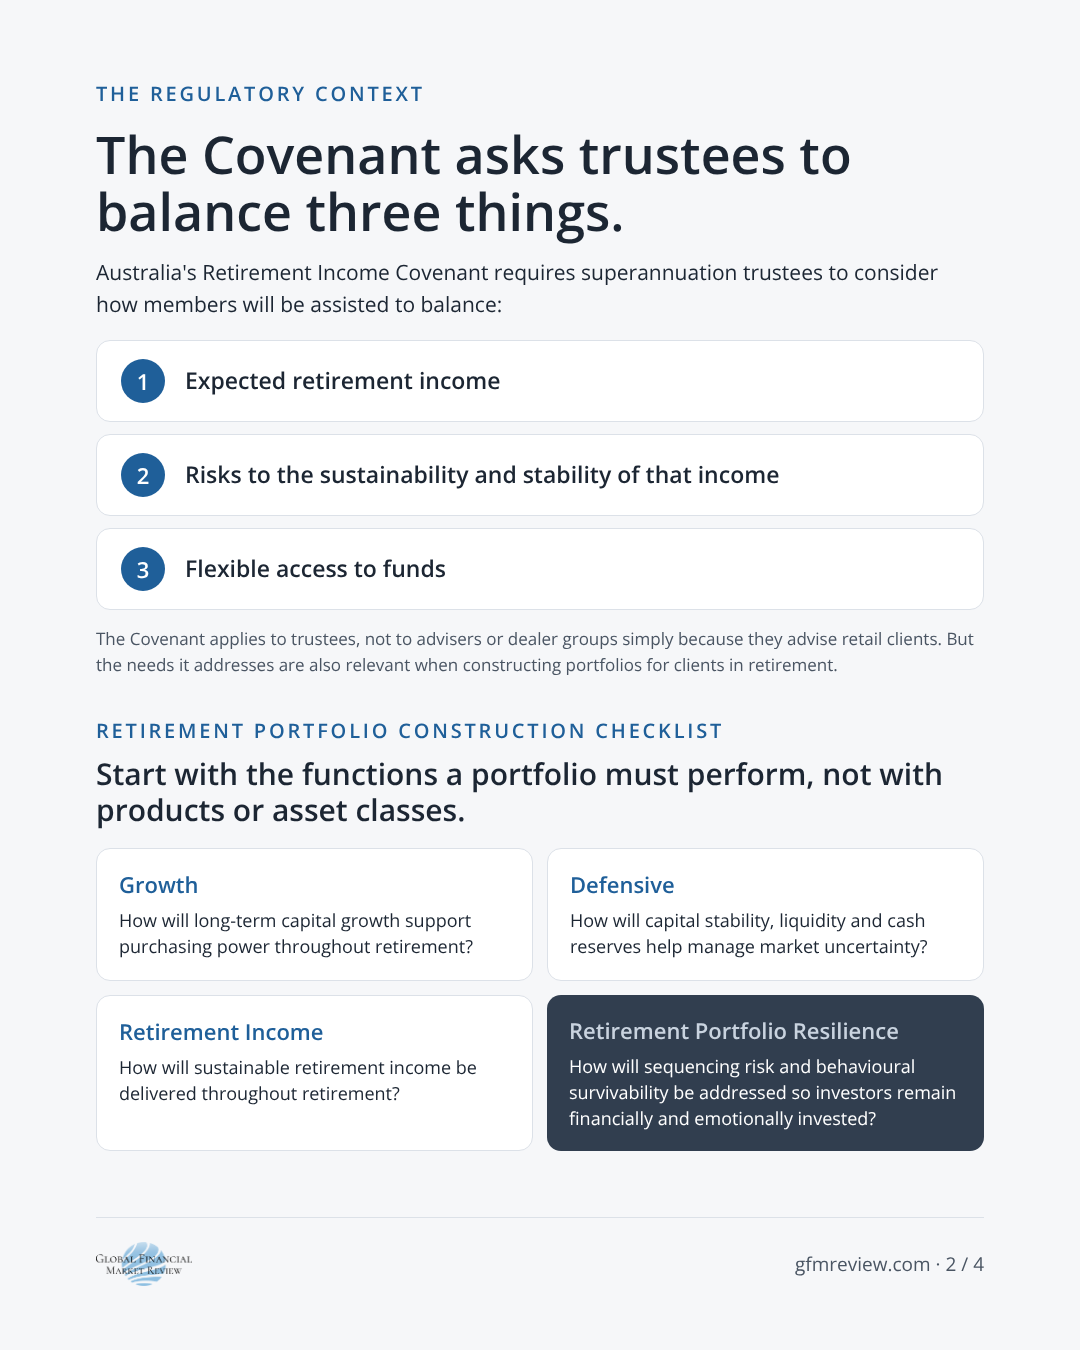 THE REGULATORY CONTEXT
The Covenant asks trustees to
balance three things.
Australia's Retirement Income Covenant requires superannuation trustees to consider
how members will be assisted to balance:
1 Expected retirement income
2 Risks to the sustainability and stability of that income
3 Flexible access to funds
The Covenant applies to trustees, not to advisers or dealer groups simply because they advise retail clients. But
the needs it addresses are also relevant when constructing portfolios for clients in retirement.
RETIREMENT PORTFOLIO CONSTRUCTION CHECKLIST
Start with the functions a portfolio must perform, not with
products or asset classes.
Growth
How will long-term capital growth support
purchasing power throughout retirement?
Defensive
How will capital stability, liquidity and cash
reserves help manage market uncertainty?
Retirement Income
How will sustainable retirement income be
delivered throughout retirement?
Retirement Portfolio Resilience
How will sequencing risk and behavioural
survivability be addressed so investors remain
financially and emotionally invested?
Global Financial
Market Review
gfmreview.com · 2 / 4